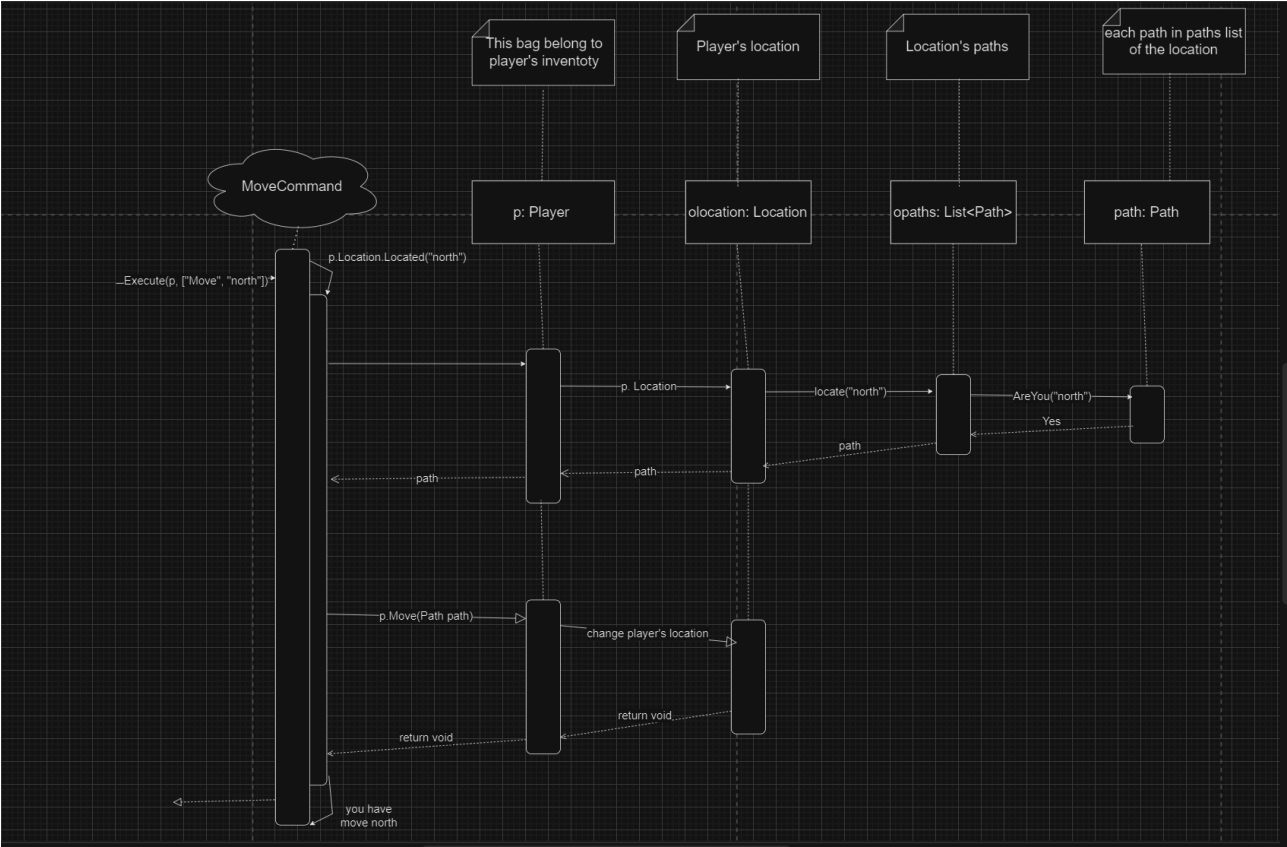 This bag belong to
player's inventoty
Player's location
Location's paths
each path in paths list
of the location
MoveCommand
p: Player
olocation: Location
opaths: List<Path>
path: Path
p.Location.Located("north")
Execute(p, ["Move", "north"])
p. Location
locate("north")
AreYou("north")
Yes
path
path
path
p.Move(Path path)
change player's location
return void
return void
you have
move north